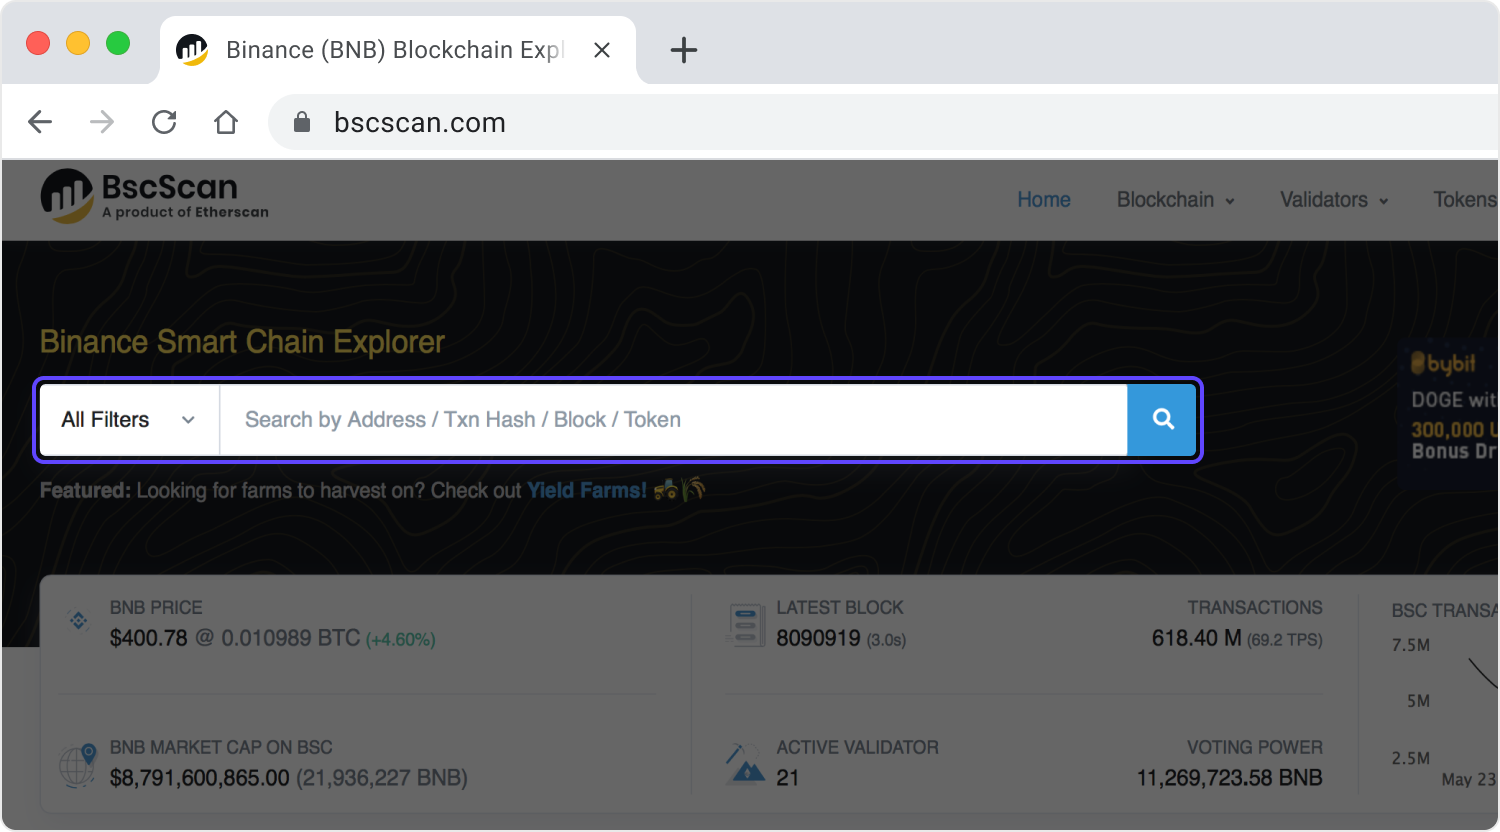 Binance (BNB) Blockchain Expl
bscscan.com
BscScan
A product of Etherscan
Home Blockchain Validators Tokens
Binance Smart Chain Explorer
All Filters Search by Address / Txn Hash / Block / Token
Featured: Looking for farms to harvest on? Check out Yield Farms!
bybit
DOGE wit
300,000 U
Bonus Dr
BNB PRICE
$400.78 @ 0.010989 BTC (+4.60%)
BNB MARKET CAP ON BSC
$8,791,600,865.00 (21,936,227 BNB)
LATEST BLOCK
8090919 (3.0s)
TRANSACTIONS
618.40 M (69.2 TPS)
ACTIVE VALIDATOR
21
VOTING POWER
11,269,723.58 BNB
BSC TRANSA
7.5M
5M
2.5M
May 23